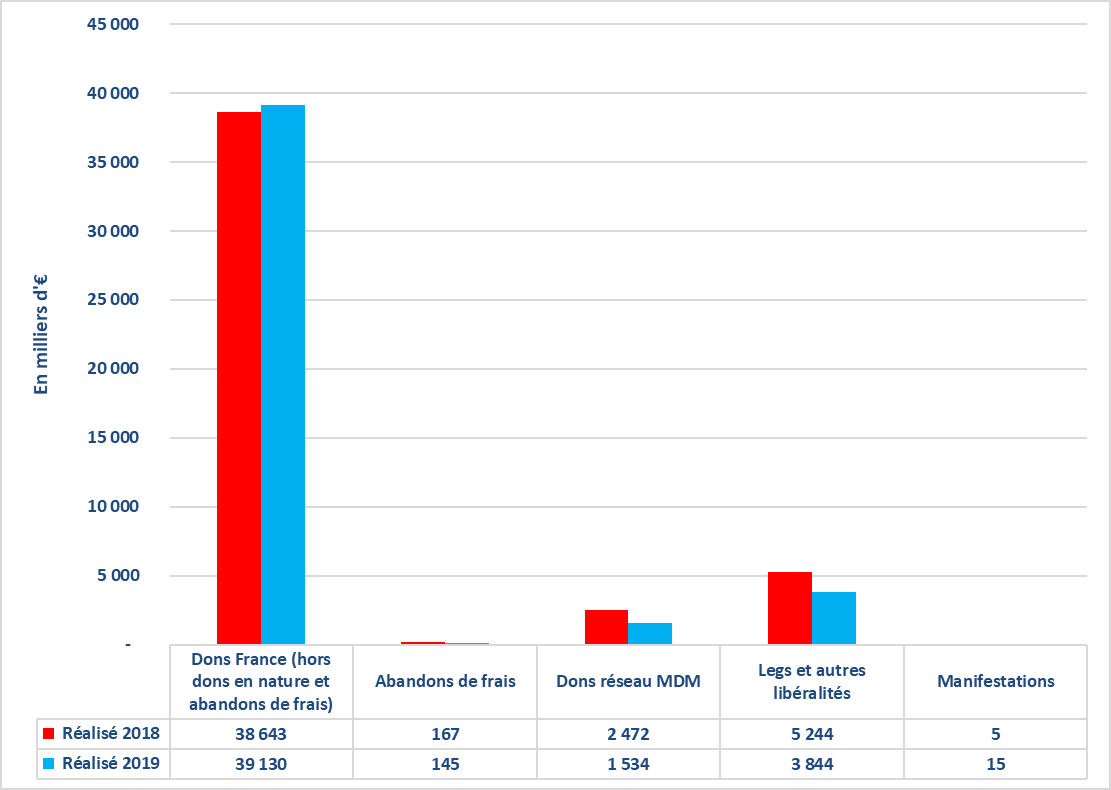 45 000
40 000
35 000
30 000
25 000
20 000
15 000
10 000
5 000
-
En milliers d'€
Dons France (hors
dons en nature et
abandons de frais)
Abandons de frais
Dons réseau MDM
Legs et autres
libéralités
Manifestations
Réalisé 2018 38 643 167 2 472 5 244 5
Réalisé 2019 39 130 145 1 534 3 844 15